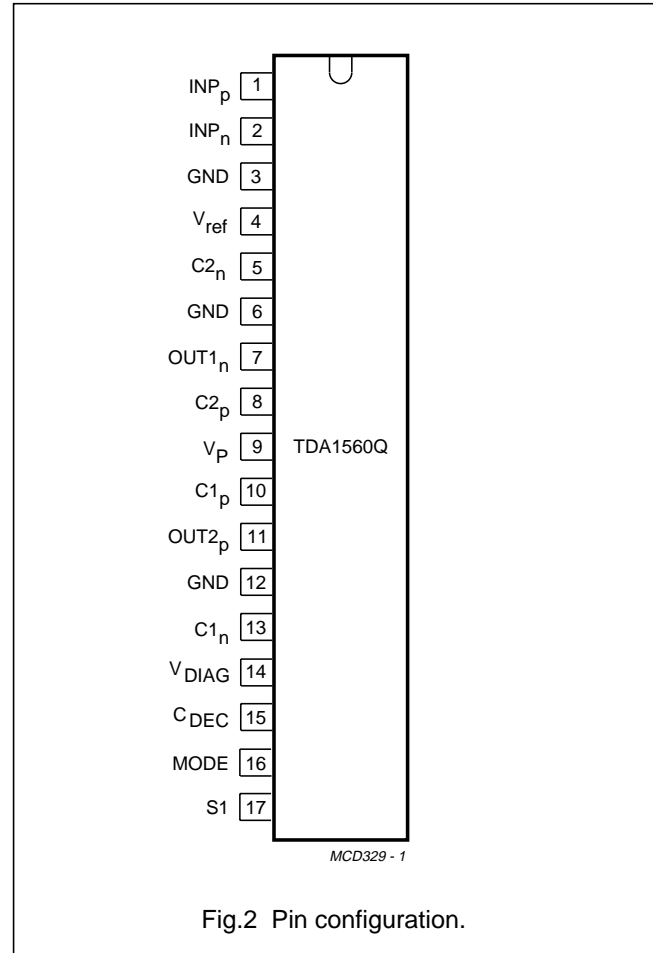 INPp 1
INPn 2
GND 3
Vref 4
C2n 5
GND 6
OUT1n 7
C2p 8
VP 9 TDA1560Q
C1p 10
OUT2p 11
GND 12
C1n 13
VDIAG 14
CDEC 15
MODE 16
S1 17
MCD329 - 1
Fig.2 Pin configuration.